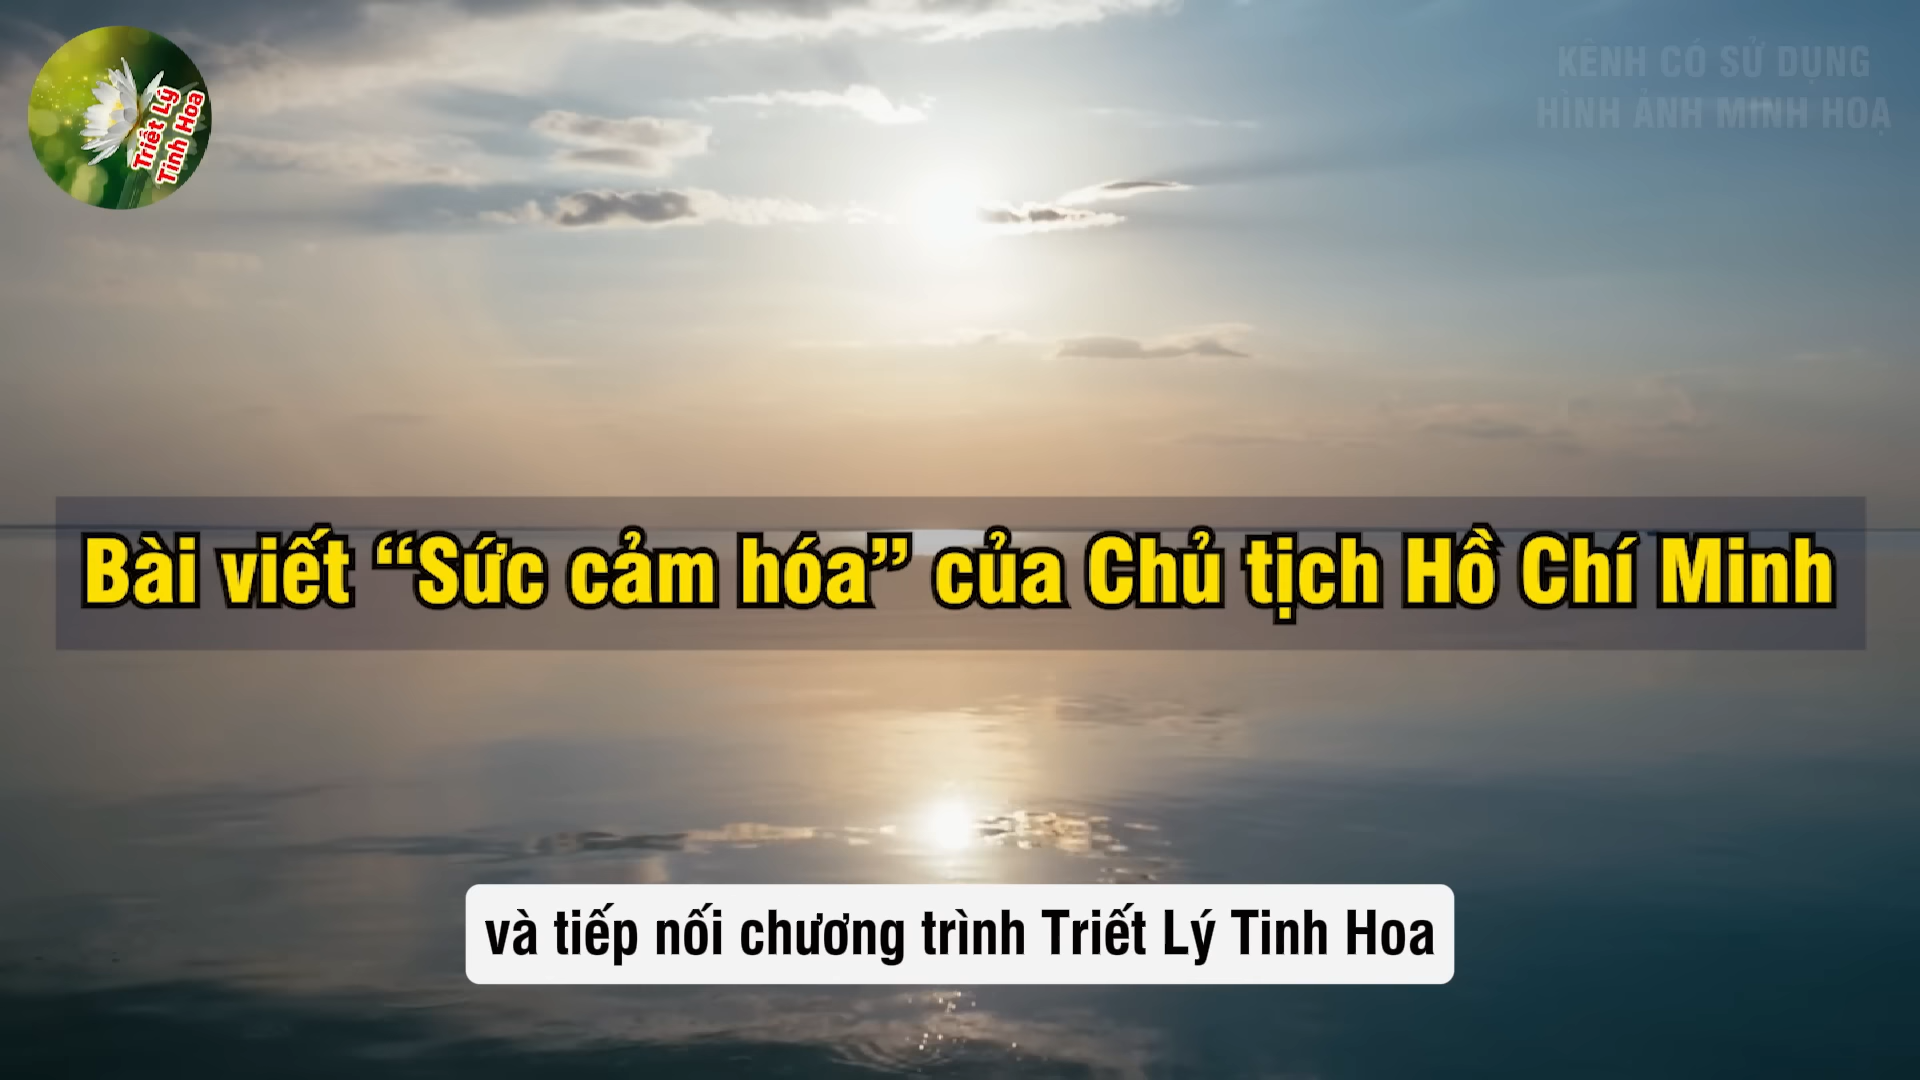 Triết Lý
Tinh Hoa
KÊNH CÓ SỬ DỤNG
HÌNH ẢNH MINH HOẠ
Bài viết “Sức cảm hóa” của Chủ tịch Hồ Chí Minh
và tiếp nối chương trình Triết Lý Tinh Hoa